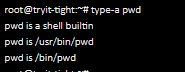 root@tryit-tight:~# type-a pwd
pwd is a shell builtin
pwd is /usr/bin/pwd
pwd is /bin/pwd